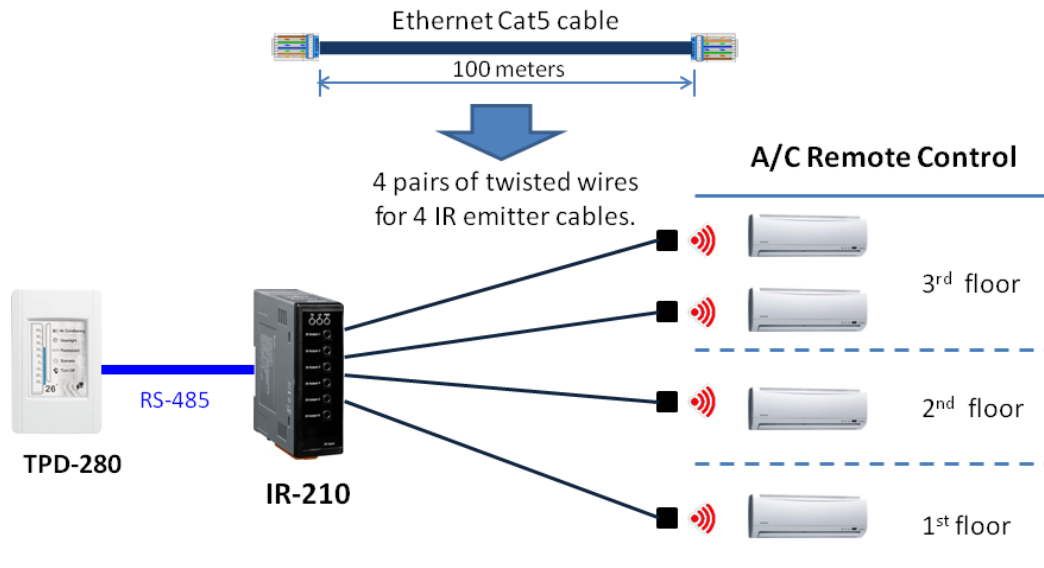 Ethernet Cat5 cable
100 meters
4 pairs of twisted wires
for 4 IR emitter cables.
A/C Remote Control
3rd floor
2nd floor
1st floor
RS-485
26°
TPD-280
IR-210